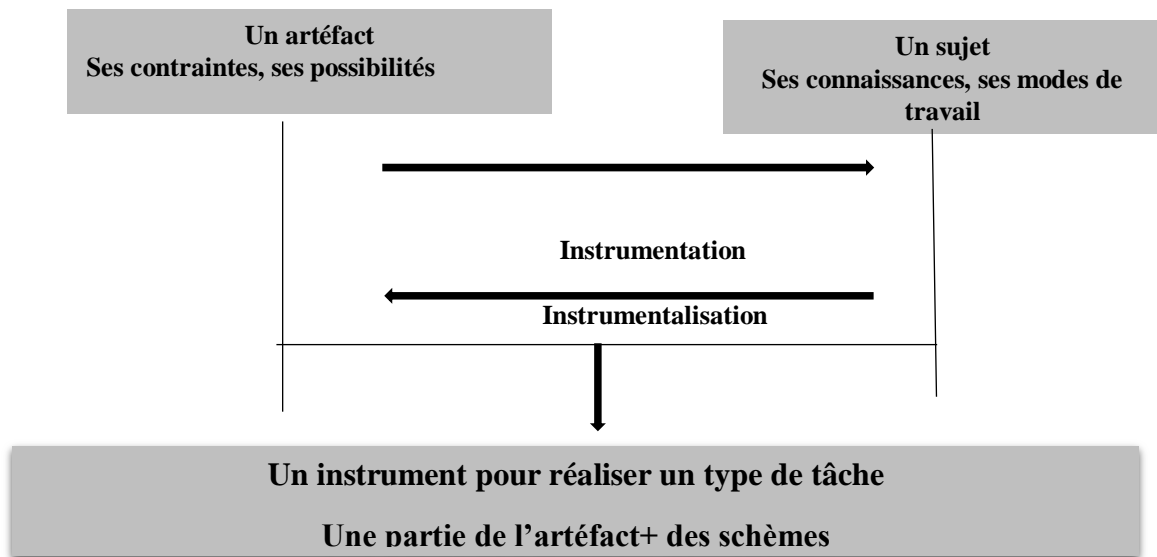 Un artéfact
Ses contraintes, ses possibilités
Un sujet
Ses connaissances, ses modes de
travail
Instrumentation
Instrumentalisation
Un instrument pour réaliser un type de tâche
Une partie de l’artéfact+ des schèmes